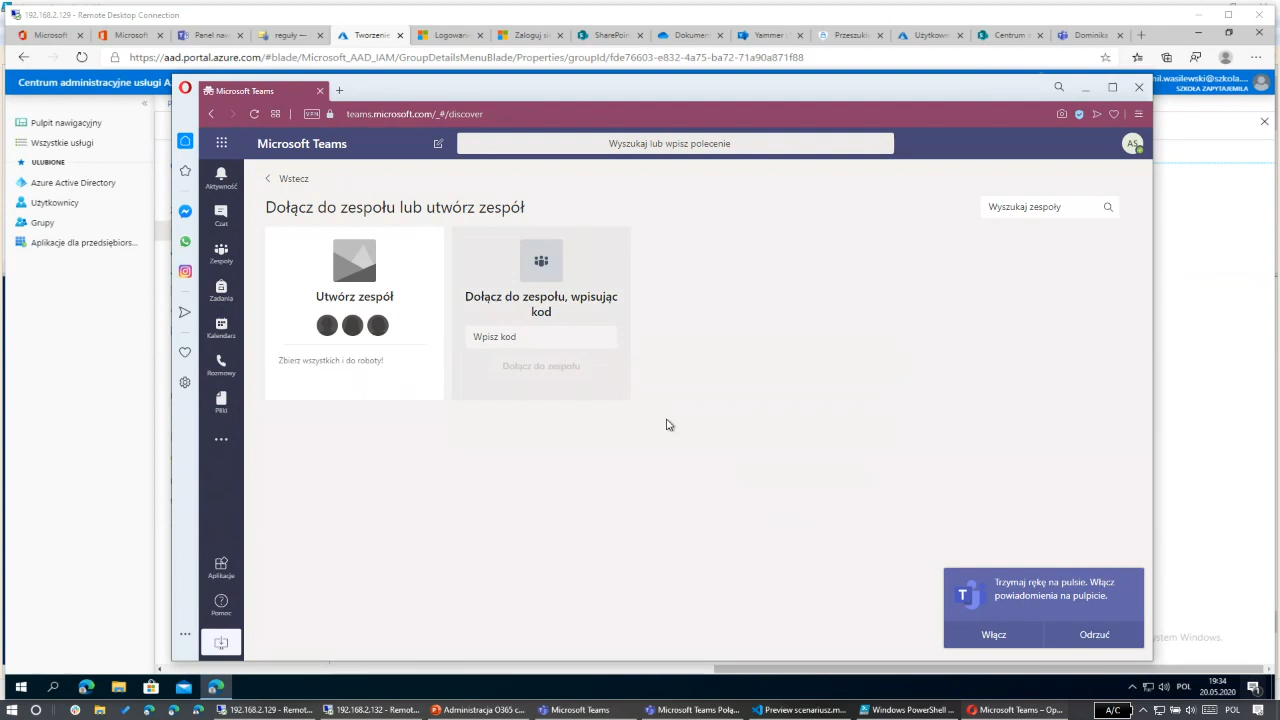 192.168.2.129 - Remote Desktop Connection
Microsoft
Microsoft
Panel naw
reguły —
Tworzenie
Logowani
Zaloguj si
SharePoin
Dokumen
Yammer
Przeszuki
Użytkown
Centrum
Dominika
https://aad.portal.azure.com/#blade/Microsoft_AAD_IAM/GroupDetailsMenuBlade/Properties/groupId/fde76603-e832-4a75-ba72-71a90a871f88
Centrum administracyjne usługi A
mil.wasilewski@szkola....
SZKOŁA ZAPYTAJEMILA
Microsoft Teams
VPN
teams.microsoft.com/_#/discover
Pulpit nawigacyjny
Wszystkie usługi
ULUBIONE
Azure Active Directory
Użytkownicy
Grupy
Aplikacje dla przedsiębiors...
Microsoft Teams
Wyszukaj lub wpisz polecenie
AS
Aktywność
Czat
Zespoły
Zadania
Kalendarz
Rozmowy
Pliki
Aplikacje
Pomoc
Wstecz
Dołącz do zespołu lub utwórz zespół
Wyszukaj zespoły
Utwórz zespół
Zbierz wszystkich i do roboty!
Dołącz do zespołu, wpisując
kod
Wpisz kod
Dołącz do zespołu
T
Trzymaj rękę na pulsie. Włącz
powiadomienia na pulpicie.
Włącz
Odrzuć
ystem Windows.
POL
19:34
20.05.2020
1
192.168.2.129 - Remot...
192.168.2.132 - Remot...
Administracja O365 c...
Microsoft Teams
Microsoft Teams Połą...
Preview scenariusz.m...
Windows PowerShell ...
Microsoft Teams – Op...
A/C
POL